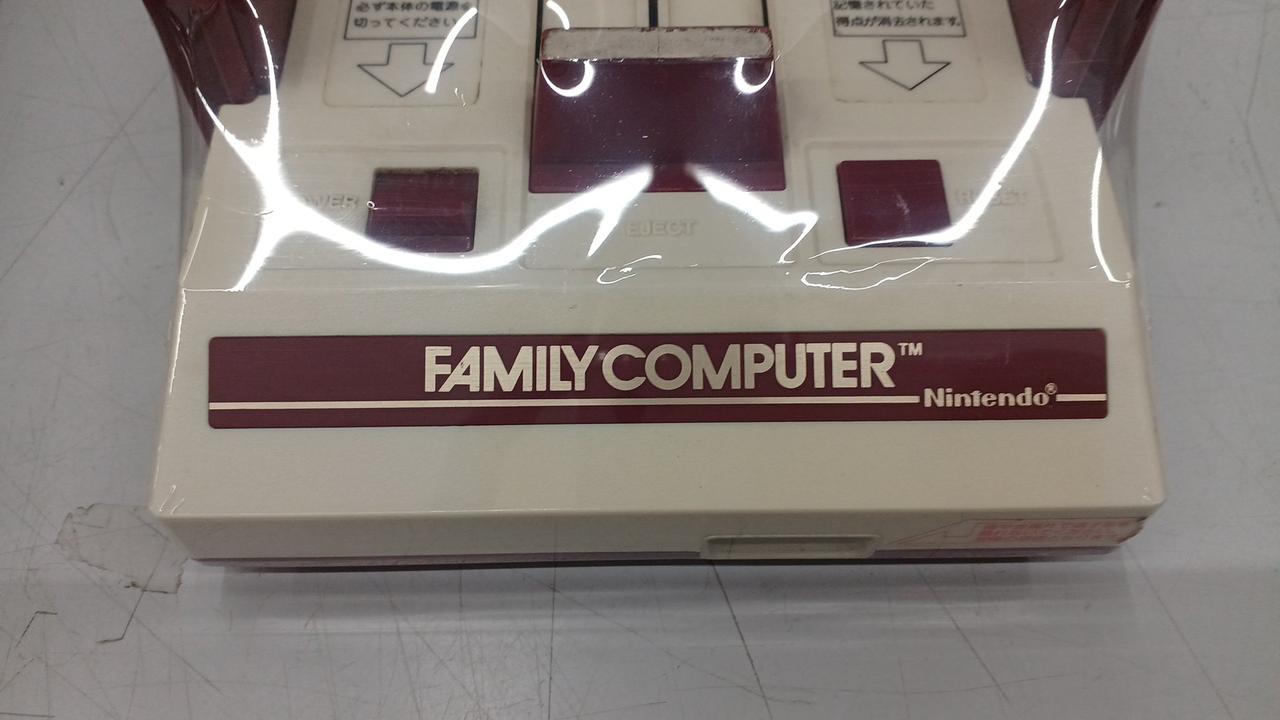 必ず本体の電源を
切ってください
記憶されていた
得点が消去されます。
POWER
EJECT
RESET
FAMILY COMPUTER™
Nintendo®